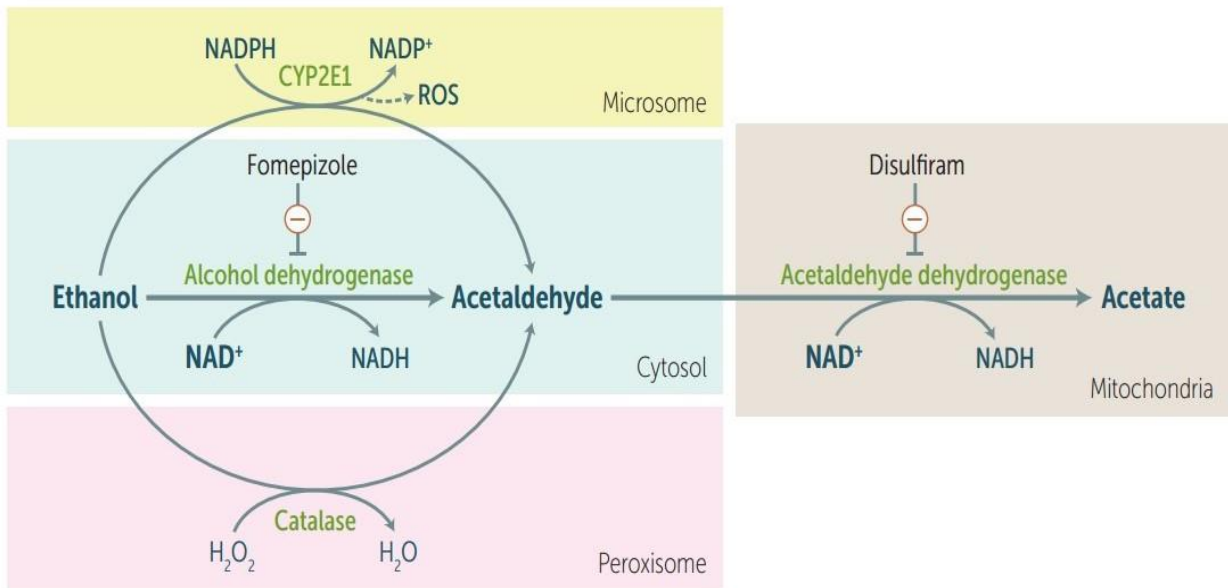 NADPH
NADP⁺
CYP2E1
ROS
Microsome
Fomepizole
Disulfiram
−
−
Alcohol dehydrogenase
Acetaldehyde dehydrogenase
Ethanol
Acetaldehyde
Acetate
NAD⁺
NADH
NAD⁺
NADH
Cytosol
Mitochondria
Catalase
H₂O₂
H₂O
Peroxisome